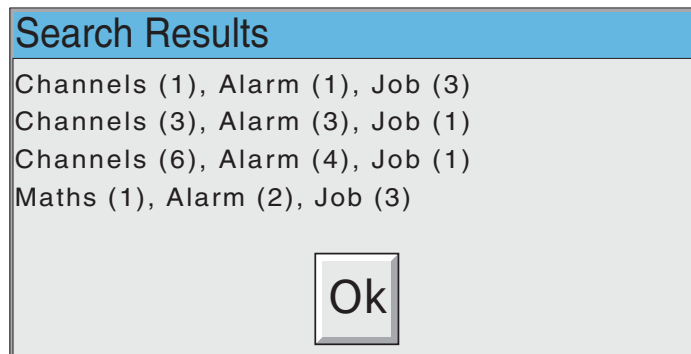 Search Results
Channels (1), Alarm (1), Job (3)
Channels (3), Alarm (3), Job (1)
Channels (6), Alarm (4), Job (1)
Maths (1), Alarm (2), Job (3)
Ok